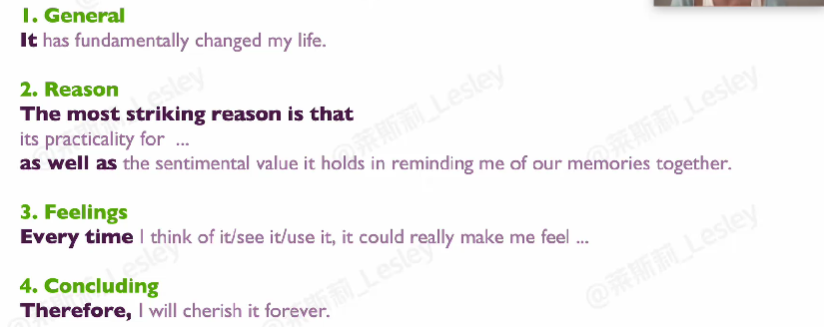 1. General
It has fundamentally changed my life.
2. Reason
The most striking reason is that
its practicality for ...
as well as the sentimental value it holds in reminding me of our memories together.
3. Feelings
Every time I think of it/see it/use it, it could really make me feel ...
4. Concluding
Therefore, I will cherish it forever.
@莱斯莉_Lesley
@莱斯莉_Lesley
@莱斯莉_Lesley